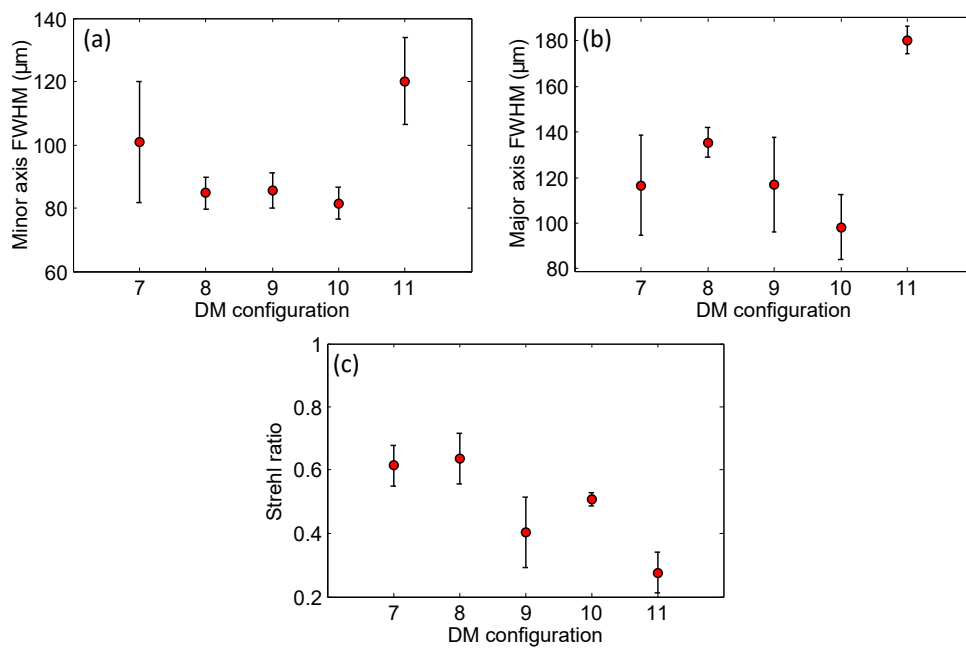 (a)
Minor axis FWHM (µm)
140
120
100
80
60
7 8 9 10 11
DM configuration
(b)
Major axis FWHM (µm)
180
160
140
120
100
80
7 8 9 10 11
DM configuration
(c)
Strehl ratio
1
0.8
0.6
0.4
0.2
7 8 9 10 11
DM configuration